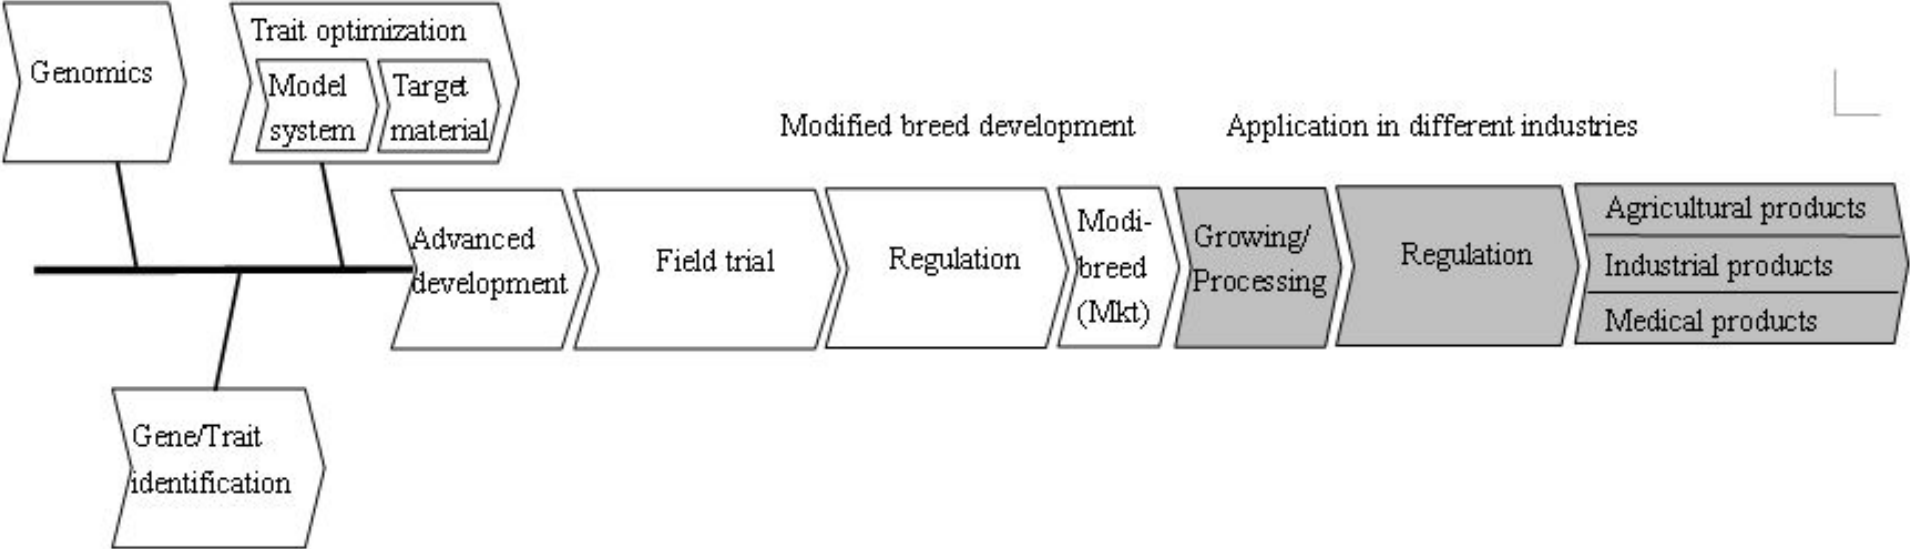 Genomics
Trait optimization
Model
system
Target
material
Modified breed development
Application in different industries
Advanced
development
Field trial
Regulation
Modi-
breed
(Mkt)
Growing/
Processing
Regulation
Agricultural products
Industrial products
Medical products
Gene/Trait
identification